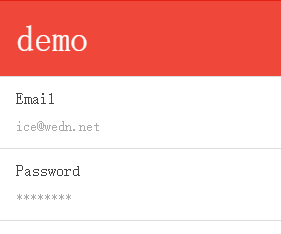 demo
Email
ice@wedn.net
Password
********